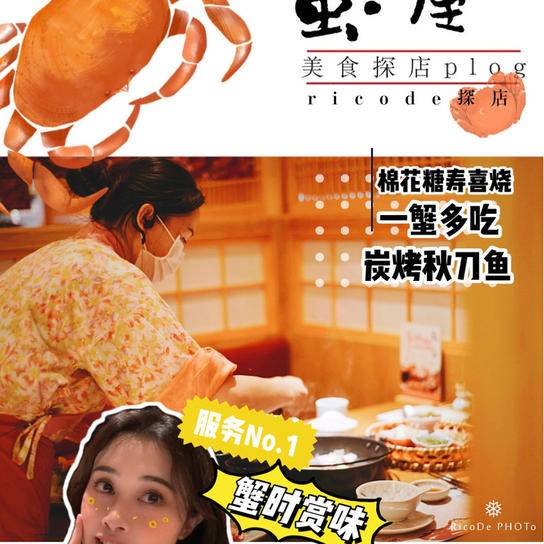 美食探店plog
ricode探店
棉花糖寿喜烧
一蟹多吃
炭烤秋刀鱼
服务No.1
蟹时赏味
RicoDe PHOTo